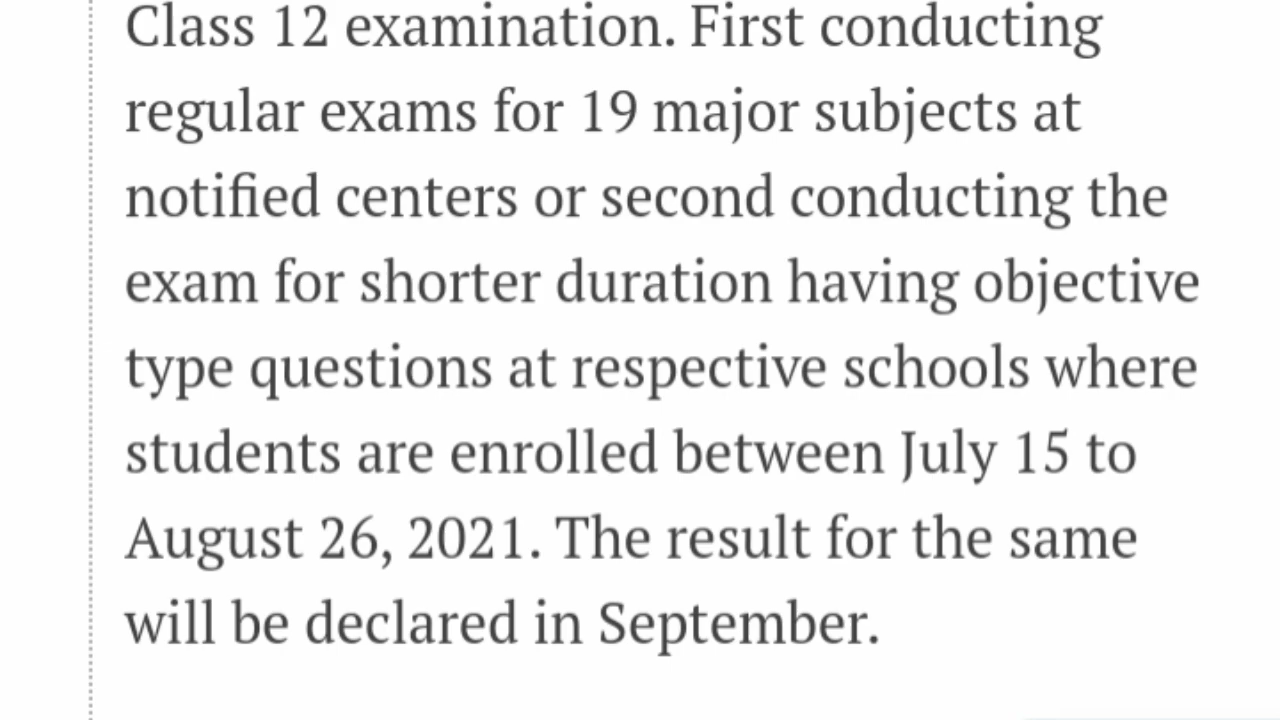 Class 12 examination. First conducting
regular exams for 19 major subjects at
notified centers or second conducting the
exam for shorter duration having objective
type questions at respective schools where
students are enrolled between July 15 to
August 26, 2021. The result for the same
will be declared in September.